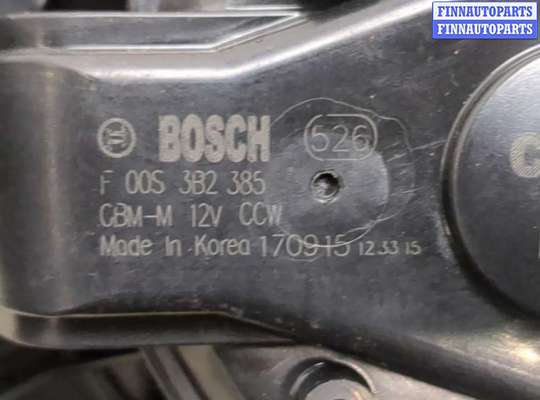 FINNAUTOPARTS
FINNAUTOPARTS
BOSCH 526
F 00S 3B2 385
CBM-M 12V CCW
Made In Korea 170915 12 33 15
C